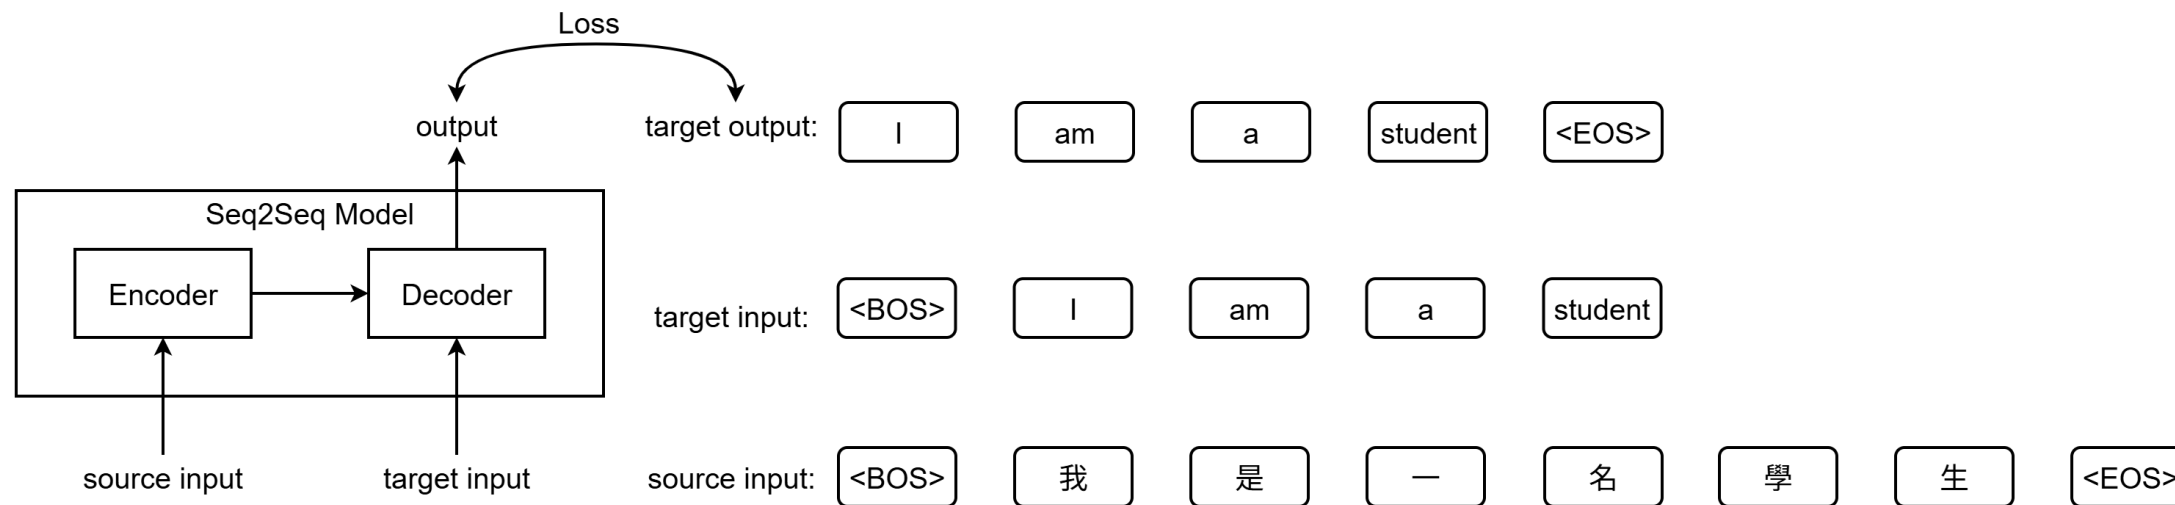 Loss
output
target output: I am a student <EOS>
Seq2Seq Model
Encoder
Decoder
target input: <BOS> I am a student
source input
target input
source input: <BOS> 我 是 一 名 學 生 <EOS>